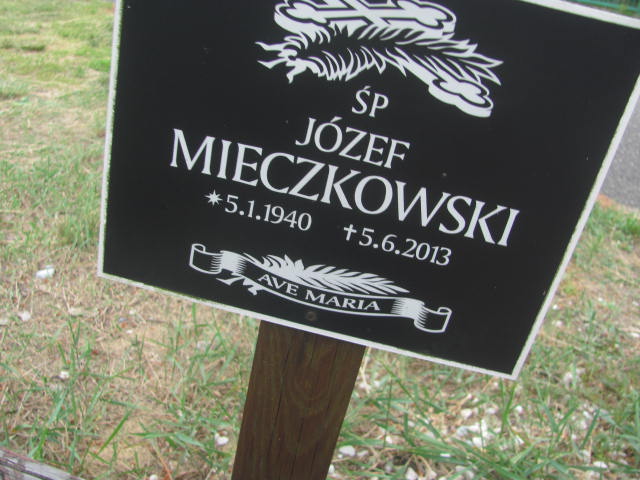 ŚP
JÓZEF
MIECZKOWSKI
*5.1.1940 †5.6.2013
AVE MARIA